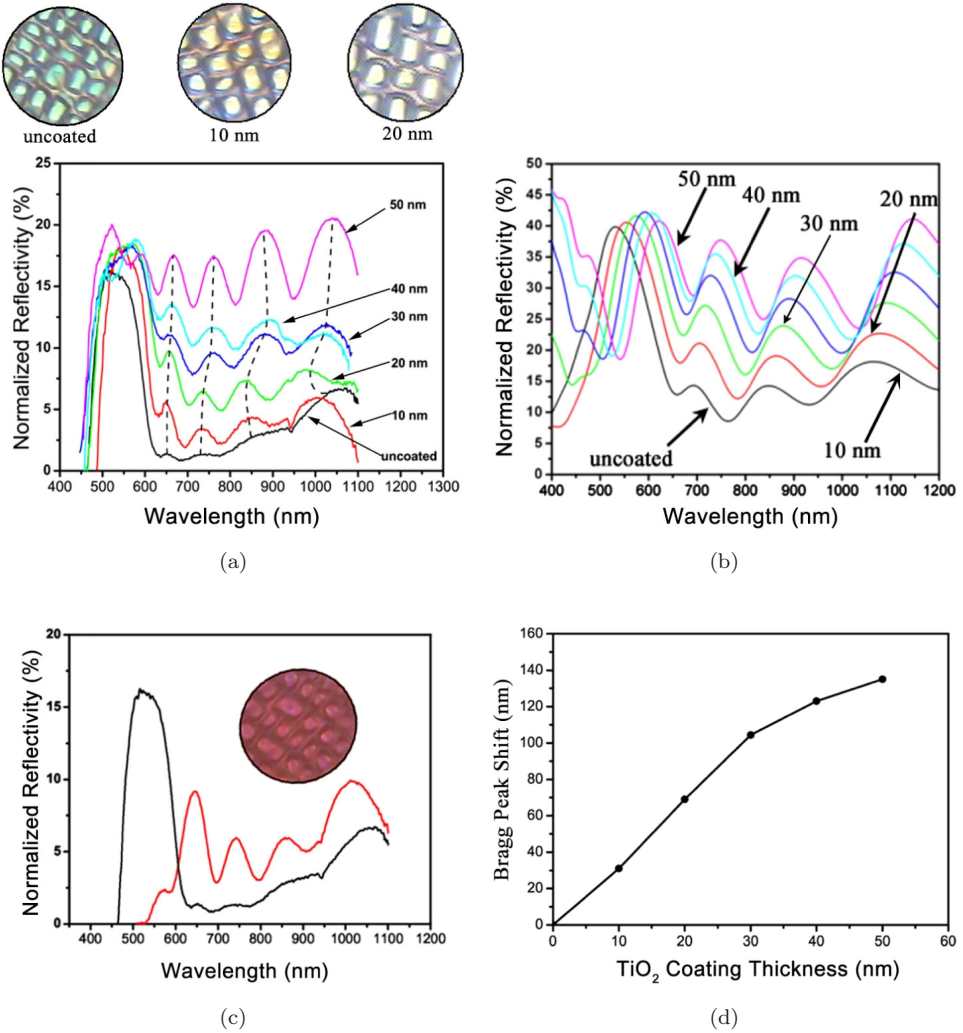 uncoated
10 nm
20 nm
25
20
15
10
5
0
400 500 600 700 800 900 1000 1100 1200 1300
Normalized Reflectivity (%)
Wavelength (nm)
50 nm
40 nm
30 nm
20 nm
10 nm
uncoated
(a)
50
45
40
35
30
25
20
15
10
5
0
400 500 600 700 800 900 1000 1100 1200
Normalized Reflectivity (%)
Wavelength (nm)
50 nm
40 nm
30 nm
20 nm
10 nm
uncoated
(b)
20
15
10
5
0
400 500 600 700 800 900 1000 1100 1200
Normalized Reflectivity (%)
Wavelength (nm)
(c)
160
140
120
100
80
60
40
20
0
0 10 20 30 40 50 60
Bragg Peak Shift (nm)
TiO₂ Coating Thickness (nm)
(d)